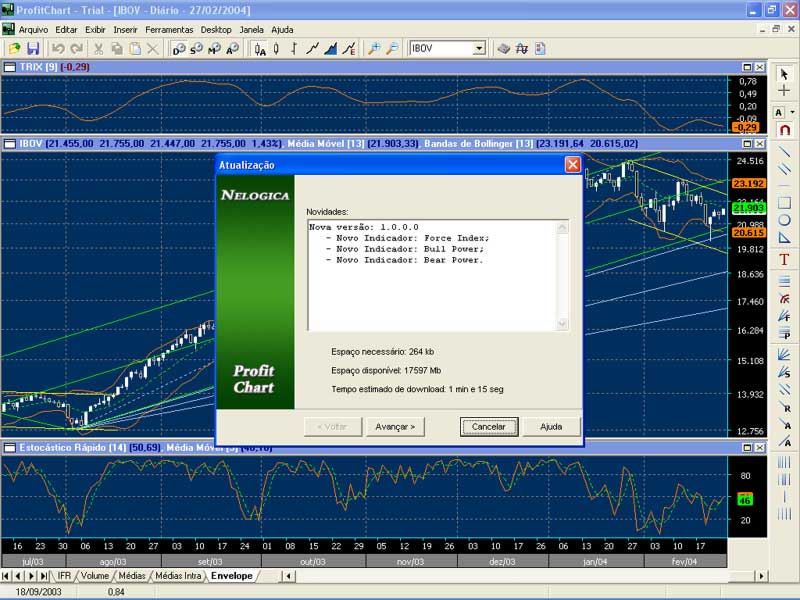 ProfitChart - Trial - [IBOV - Diário - 27/02/2004]
Arquivo Editar Exibir Inserir Ferramentas Desktop Janela Ajuda
D S M A A E IBOV
TRIX [9] (-0,29)
0,78
0,49
0,20
-0,09
-0,29
IBOV (21.455,00 21.755,00 21.447,00 21.755,00 1,43%), Média Móvel [13] (21.903,33), Bandas de Bollinger [13] (23.191,64 20.615,02)
24.516
23.192
22.164
21.903
20.988
20.615
19.812
18.636
17.460
16.284
15.108
13.932
12.756
Atualização
NELOGICA
Novidades:
Nova versão: 1.0.0.0
- Novo Indicador: Force Index;
- Novo Indicador: Bull Power;
- Novo Indicador: Bear Power.
Espaço necessário: 264 kb
Espaço disponível: 17597 Mb
Tempo estimado de download: 1 min e 15 seg
Profit
Chart
< Voltar Avançar > Cancelar Ajuda
Estocástico Rápido [14] (50,69), Média Móvel [3]
80
46
20
16 23 30 06 13 20 27 03 10 17 24 01 08 15 22 29 05 12 19 26 03 10 17 23 06 13 20 27 03 10 17
jul/03 ago/03 set/03 out/03 nov/03 dez/03 jan/04 fev/04
IFR Volume Médias Médias Intra Envelope
18/09/2003 0,84